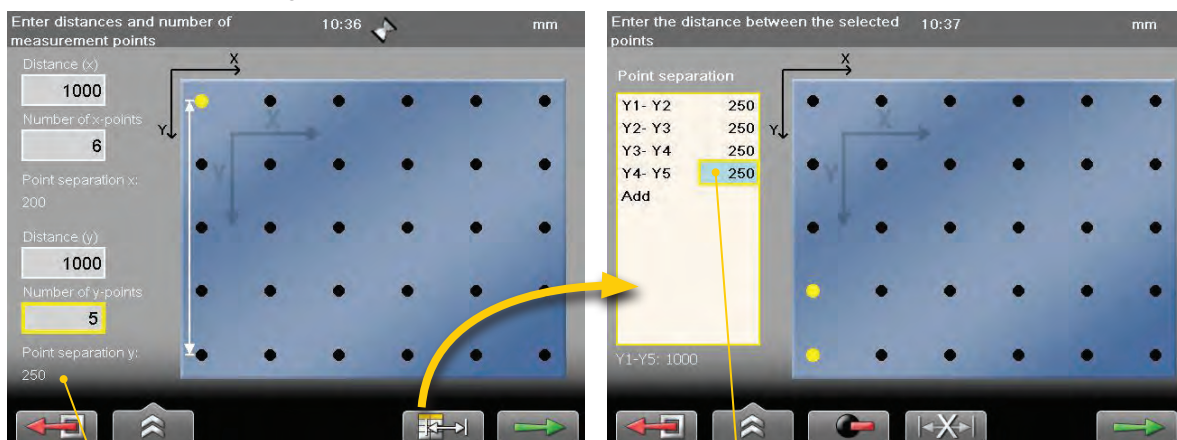 Enter distances and number of
measurement points
10:36
mm
Distance (x)
1000
Number of x-points
6
Point separation x:
200
Distance (y)
1000
Number of y-points
5
Point separation y:
250
X
Y
X
Y
Enter the distance between the selected
points
10:37
mm
Point separation
Y1- Y2 250
Y2- Y3 250
Y3- Y4 250
Y4- Y5 250
Add
Y1-Y5: 1000
X
Y
X
Y